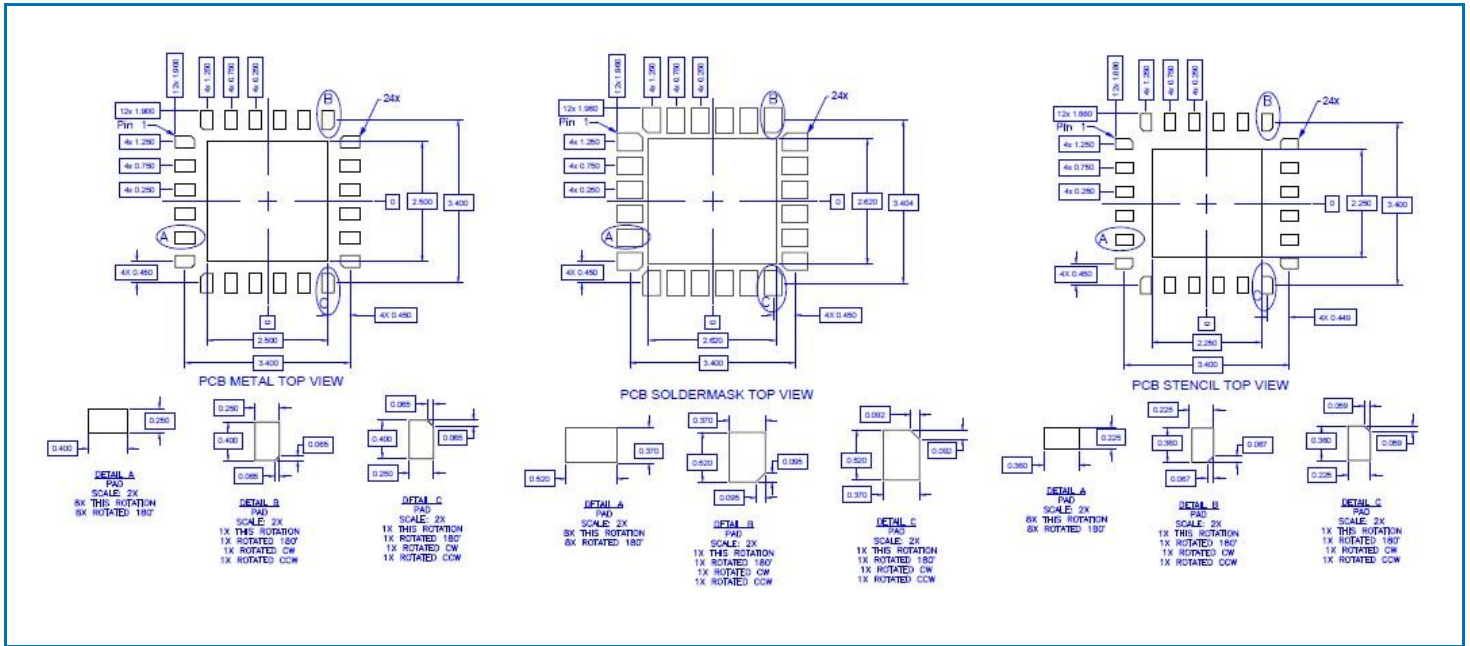 12x 1.900
4x 1.250
4x 0.750
4x 0.250
12x 1.900
Pin 1
4x 1.250
4x 0.750
4x 0.250
A
4X 0.450
B
24x
0
2.500
3.400
C
0
4X 0.450
2.500
3.400
PCB METAL TOP VIEW
0.250
0.400
DETAIL A
PAD
SCALE: 2X
8X THIS ROTATION
8X ROTATED 180°
0.250
0.400
0.065
0.065
DETAIL B
PAD
SCALE: 2X
1X THIS ROTATION
1X ROTATED 180°
1X ROTATED CW
1X ROTATED CCW
0.065
0.400
0.065
0.250
DETAIL C
PAD
SCALE: 2X
1X THIS ROTATION
1X ROTATED 180°
1X ROTATED CW
1X ROTATED CCW
12x 1.960
4x 1.250
4x 0.750
4x 0.250
12x 1.960
Pin 1
4x 1.250
4x 0.750
4x 0.250
A
4X 0.450
B
24x
0
2.620
3.404
C
0
4X 0.450
2.620
3.400
PCB SOLDERMASK TOP VIEW
0.370
0.520
DETAIL A
PAD
SCALE: 2X
8X THIS ROTATION
8X ROTATED 180°
0.370
0.520
0.095
0.095
DETAIL B
PAD
SCALE: 2X
1X THIS ROTATION
1X ROTATED 180°
1X ROTATED CW
1X ROTATED CCW
0.092
0.520
0.092
0.370
DETAIL C
PAD
SCALE: 2X
1X THIS ROTATION
1X ROTATED 180°
1X ROTATED CW
1X ROTATED CCW
12x 1.880
4x 1.250
4x 0.750
4x 0.250
12x 1.880
Pin 1
4x 1.250
4x 0.750
4x 0.250
A
4X 0.450
B
24x
0
2.250
3.400
C
0
4X 0.449
2.250
3.400
PCB STENCIL TOP VIEW
0.225
0.360
DETAIL A
PAD
SCALE: 2X
8X THIS ROTATION
8X ROTATED 180°
0.225
0.360
0.067
0.067
DETAIL B
PAD
SCALE: 2X
1X THIS ROTATION
1X ROTATED 180°
1X ROTATED CW
1X ROTATED CCW
0.059
0.360
0.059
0.225
DETAIL C
PAD
SCALE: 2X
1X THIS ROTATION
1X ROTATED 180°
1X ROTATED CW
1X ROTATED CCW